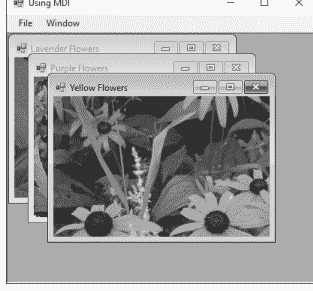 Using MDI
File Window
Lavender Flowers
Purple Flowers
Yellow Flowers